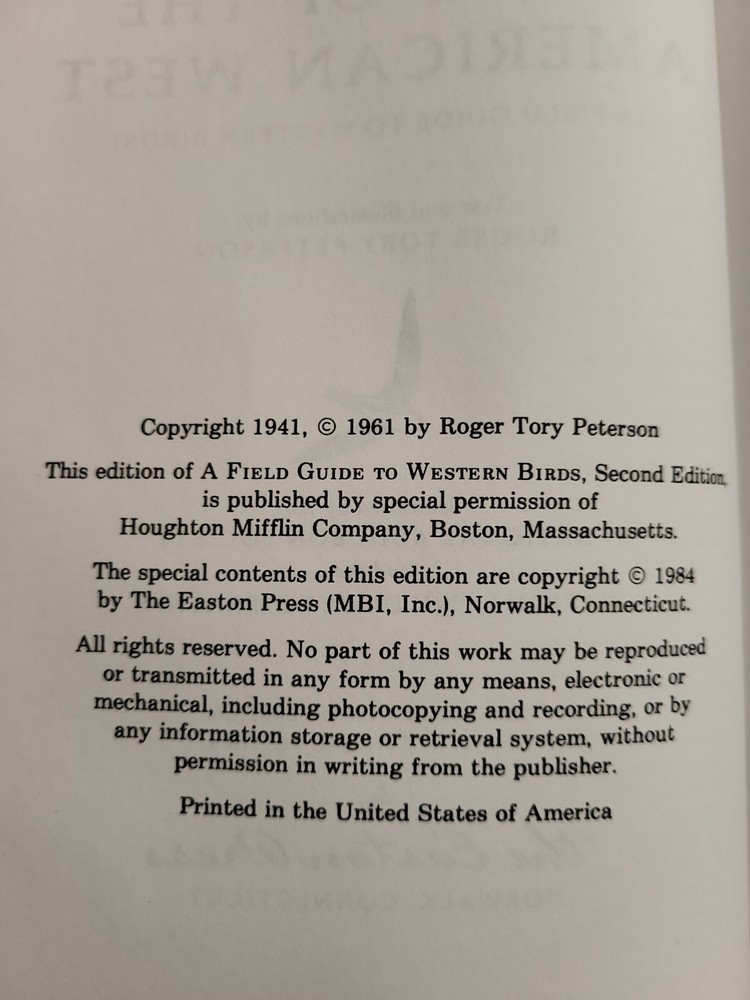 Copyright 1941, © 1961 by Roger Tory Peterson
This edition of A FIELD GUIDE TO WESTERN BIRDS, Second Edition,
is published by special permission of
Houghton Mifflin Company, Boston, Massachusetts.
The special contents of this edition are copyright © 1984
by The Easton Press (MBI, Inc.), Norwalk, Connecticut.
All rights reserved. No part of this work may be reproduced
or transmitted in any form by any means, electronic or
mechanical, including photocopying and recording, or by
any information storage or retrieval system, without
permission in writing from the publisher.
Printed in the United States of America